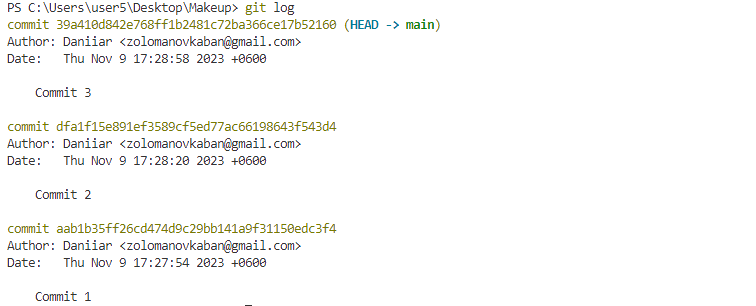 PS C:\Users\user5\Desktop\Makeup> git log
commit 39a410d842e768ff1b2481c72ba366ce17b52160 (HEAD -> main)
Author: Daniiar <zolomanovkaban@gmail.com>
Date:   Thu Nov 9 17:28:58 2023 +0600
    Commit 3
commit dfa1f15e891ef3589cf5ed77ac66198643f543d4
Author: Daniiar <zolomanovkaban@gmail.com>
Date:   Thu Nov 9 17:28:20 2023 +0600
    Commit 2
commit aab1b35ff26cd474d9c29bb141a9f31150edc3f4
Author: Daniiar <zolomanovkaban@gmail.com>
Date:   Thu Nov 9 17:27:54 2023 +0600
    Commit 1